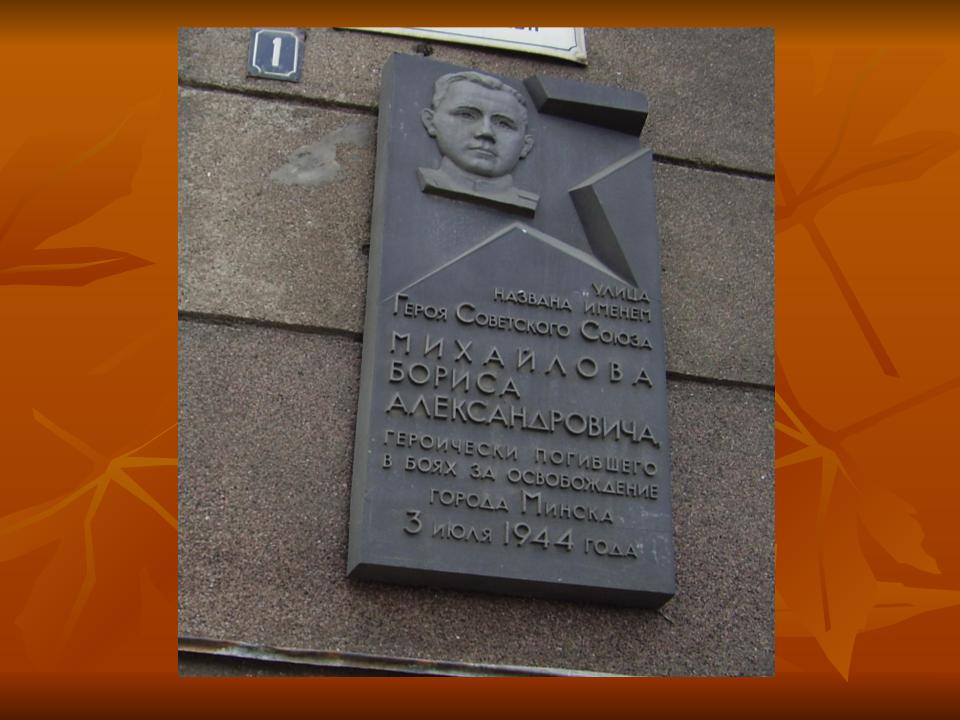 1
УЛИЦА
НАЗВАНА ИМЕНЕМ
ГЕРОЯ СОВЕТСКОГО СОЮЗА
МИХАЙЛОВА
БОРИСА
АЛЕКСАНДРОВИЧА,
ГЕРОИЧЕСКИ ПОГИБШЕГО
В БОЯХ ЗА ОСВОБОЖДЕНИЕ
ГОРОДА МИНСКА
3 ИЮЛЯ 1944 ГОДА